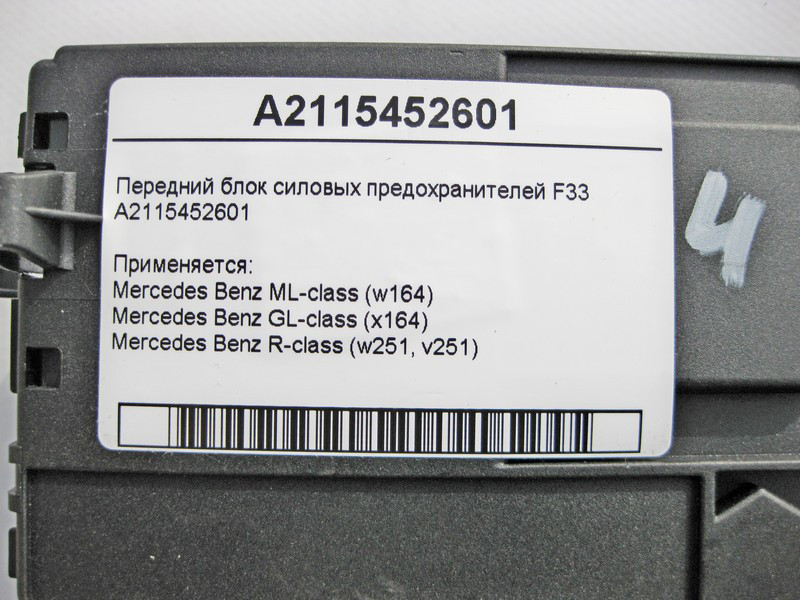 A2115452601
Передний блок силовых предохранителей F33
A2115452601
Применяется:
Mercedes Benz ML-class (w164)
Mercedes Benz GL-class (x164)
Mercedes Benz R-class (w251, v251)